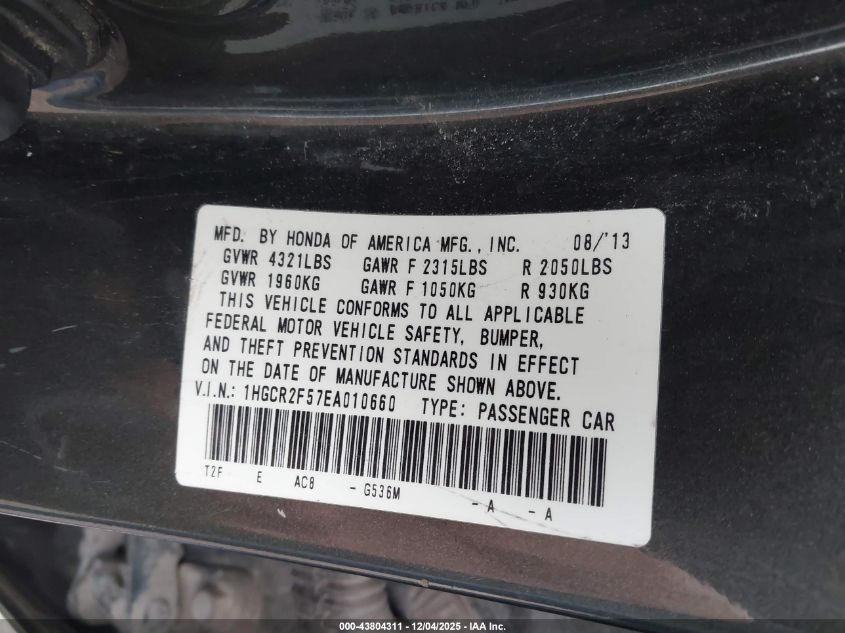 MFD. BY HONDA OF AMERICA MFG., INC. 08/'13
GVWR 4321LBS GAWR F 2315LBS R 2050LBS
GVWR 1960KG GAWR F 1050KG R 930KG
THIS VEHICLE CONFORMS TO ALL APPLICABLE
FEDERAL MOTOR VEHICLE SAFETY, BUMPER,
AND THEFT PREVENTION STANDARDS IN EFFECT
ON THE DATE OF MANUFACTURE SHOWN ABOVE.
V.I.N.: 1HGCR2F57EA010660 TYPE: PASSENGER CAR
T2F E AC8 - G536M - A - A
000-43804311 - 12/04/2025 - IAA Inc.